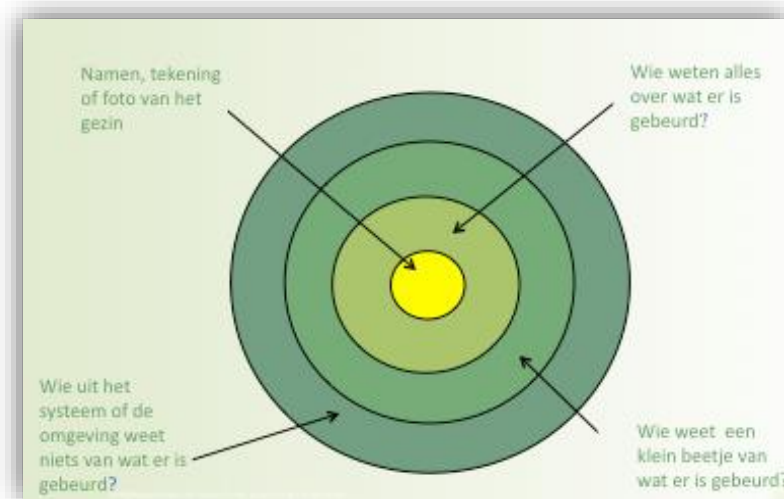 Namen, tekening
of foto van het
gezin
Wie weten alles
over wat er is
gebeurd?
Wie uit het
systeem of de
omgeving weet
niets van wat er is
gebeurd?
Wie weet een
klein beetje van
wat er is gebeurd?